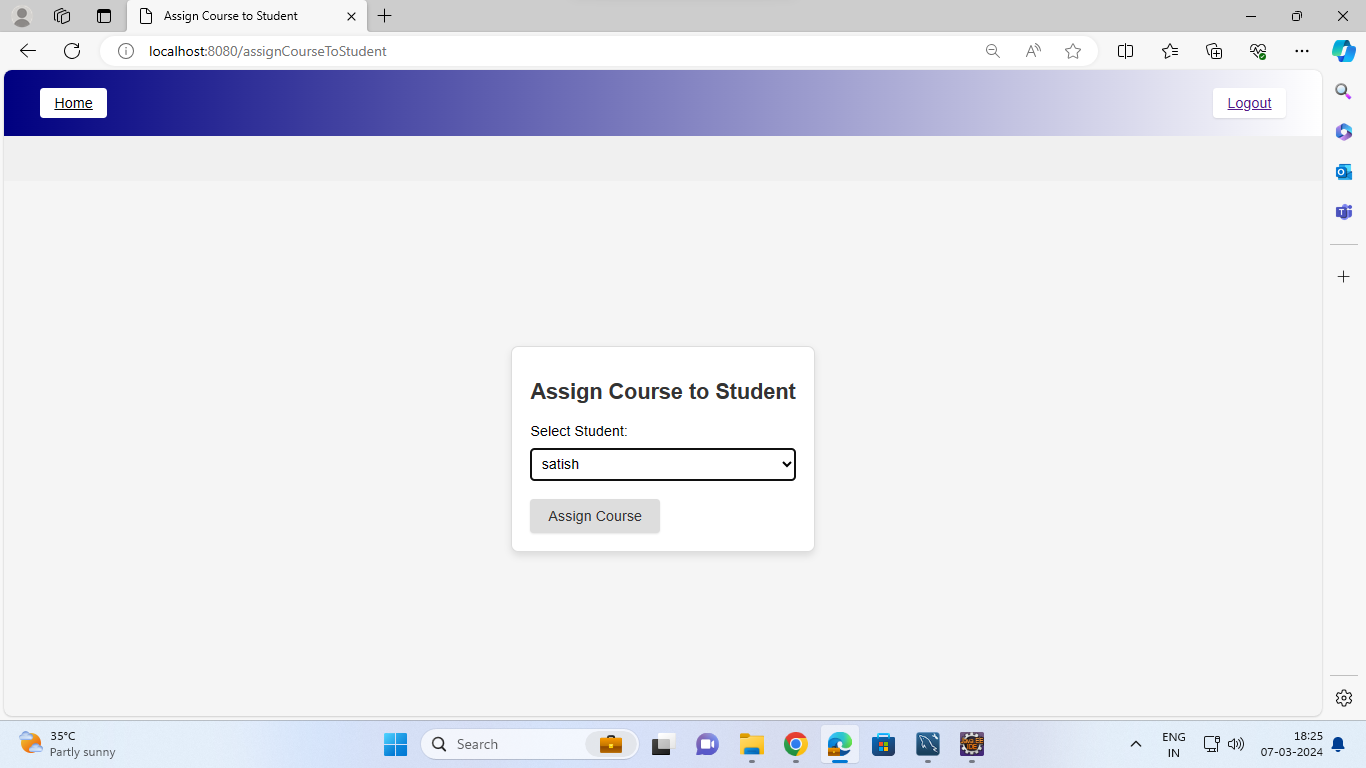 Assign Course to Student
localhost:8080/assignCourseToStudent
Home
Logout
Assign Course to Student
Select Student:
satish
Assign Course
35°C
Partly sunny
Search
ENG
IN
18:25
07-03-2024